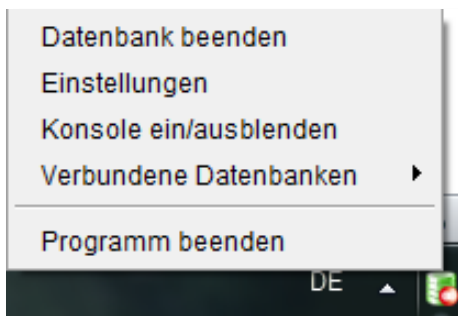 Datenbank beenden
Einstellungen
Konsole ein/ausblenden
Verbundene Datenbanken
Programm beenden
DE